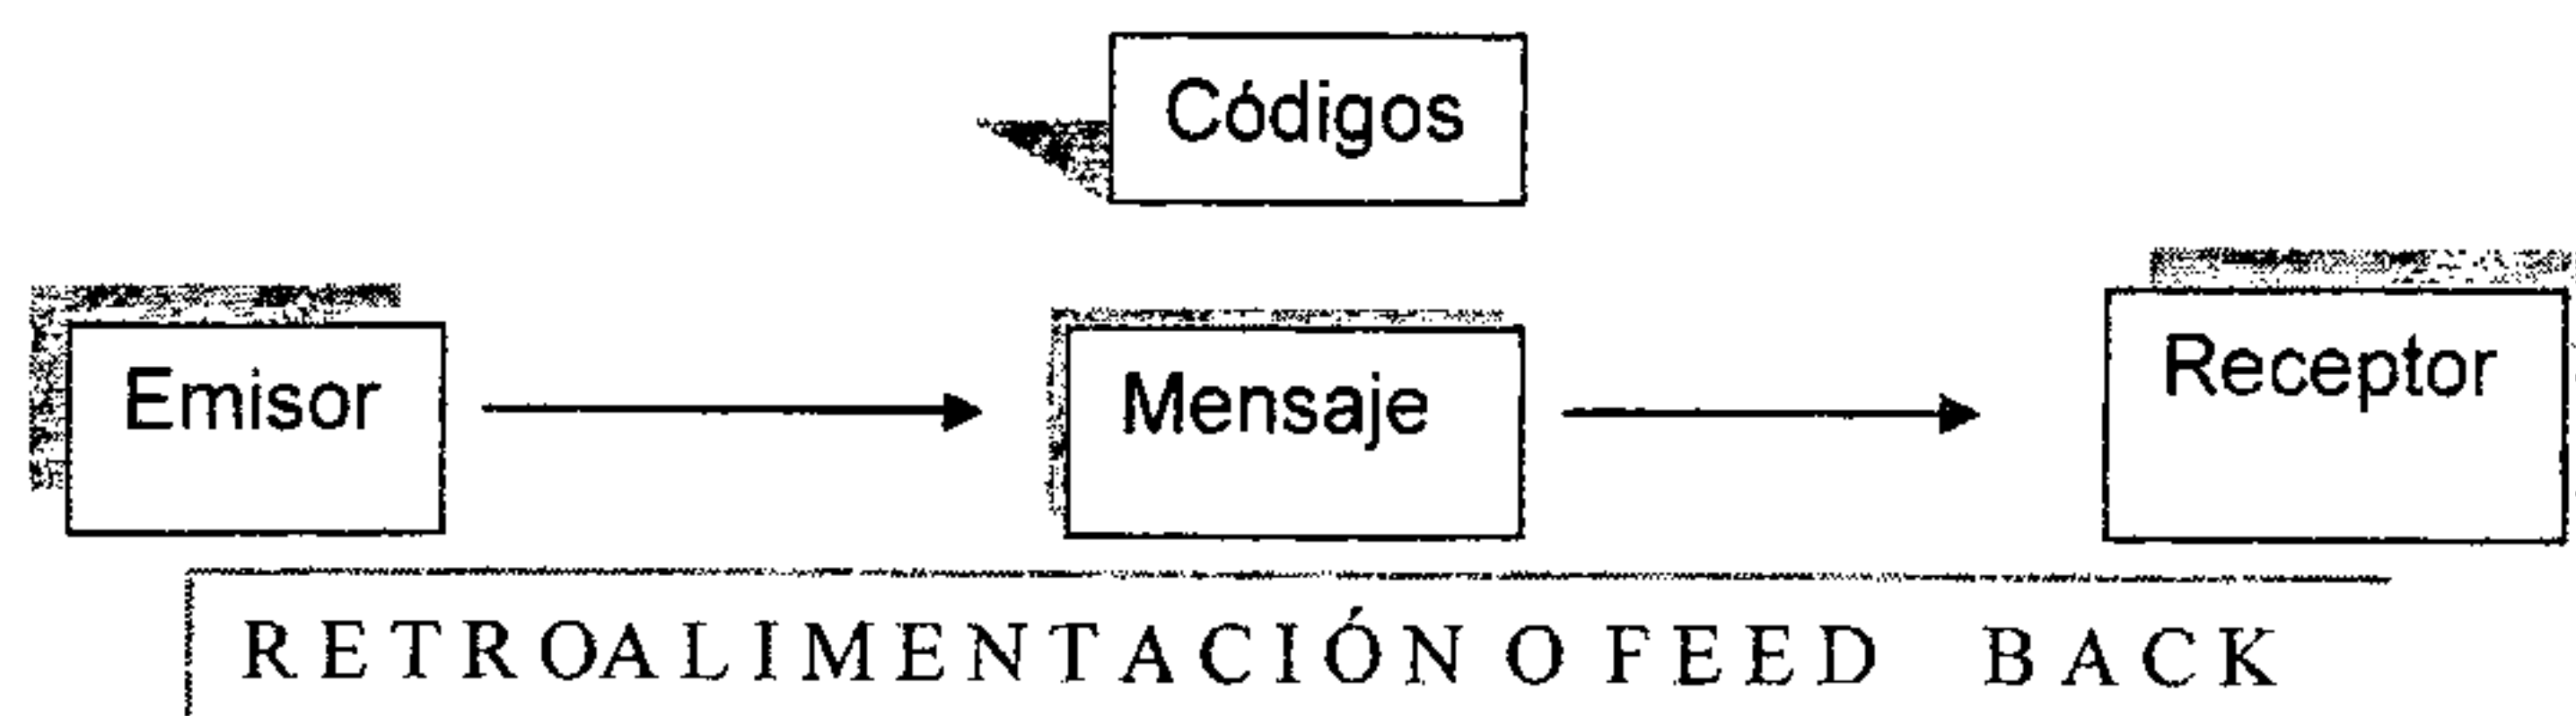 Códigos
Emisor
Mensaje
Receptor
RETROALIMENTACIÓN O FEED BACK